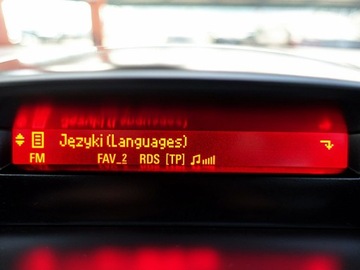 Języki (Languages)
FM FAV_2 RDS [TP]